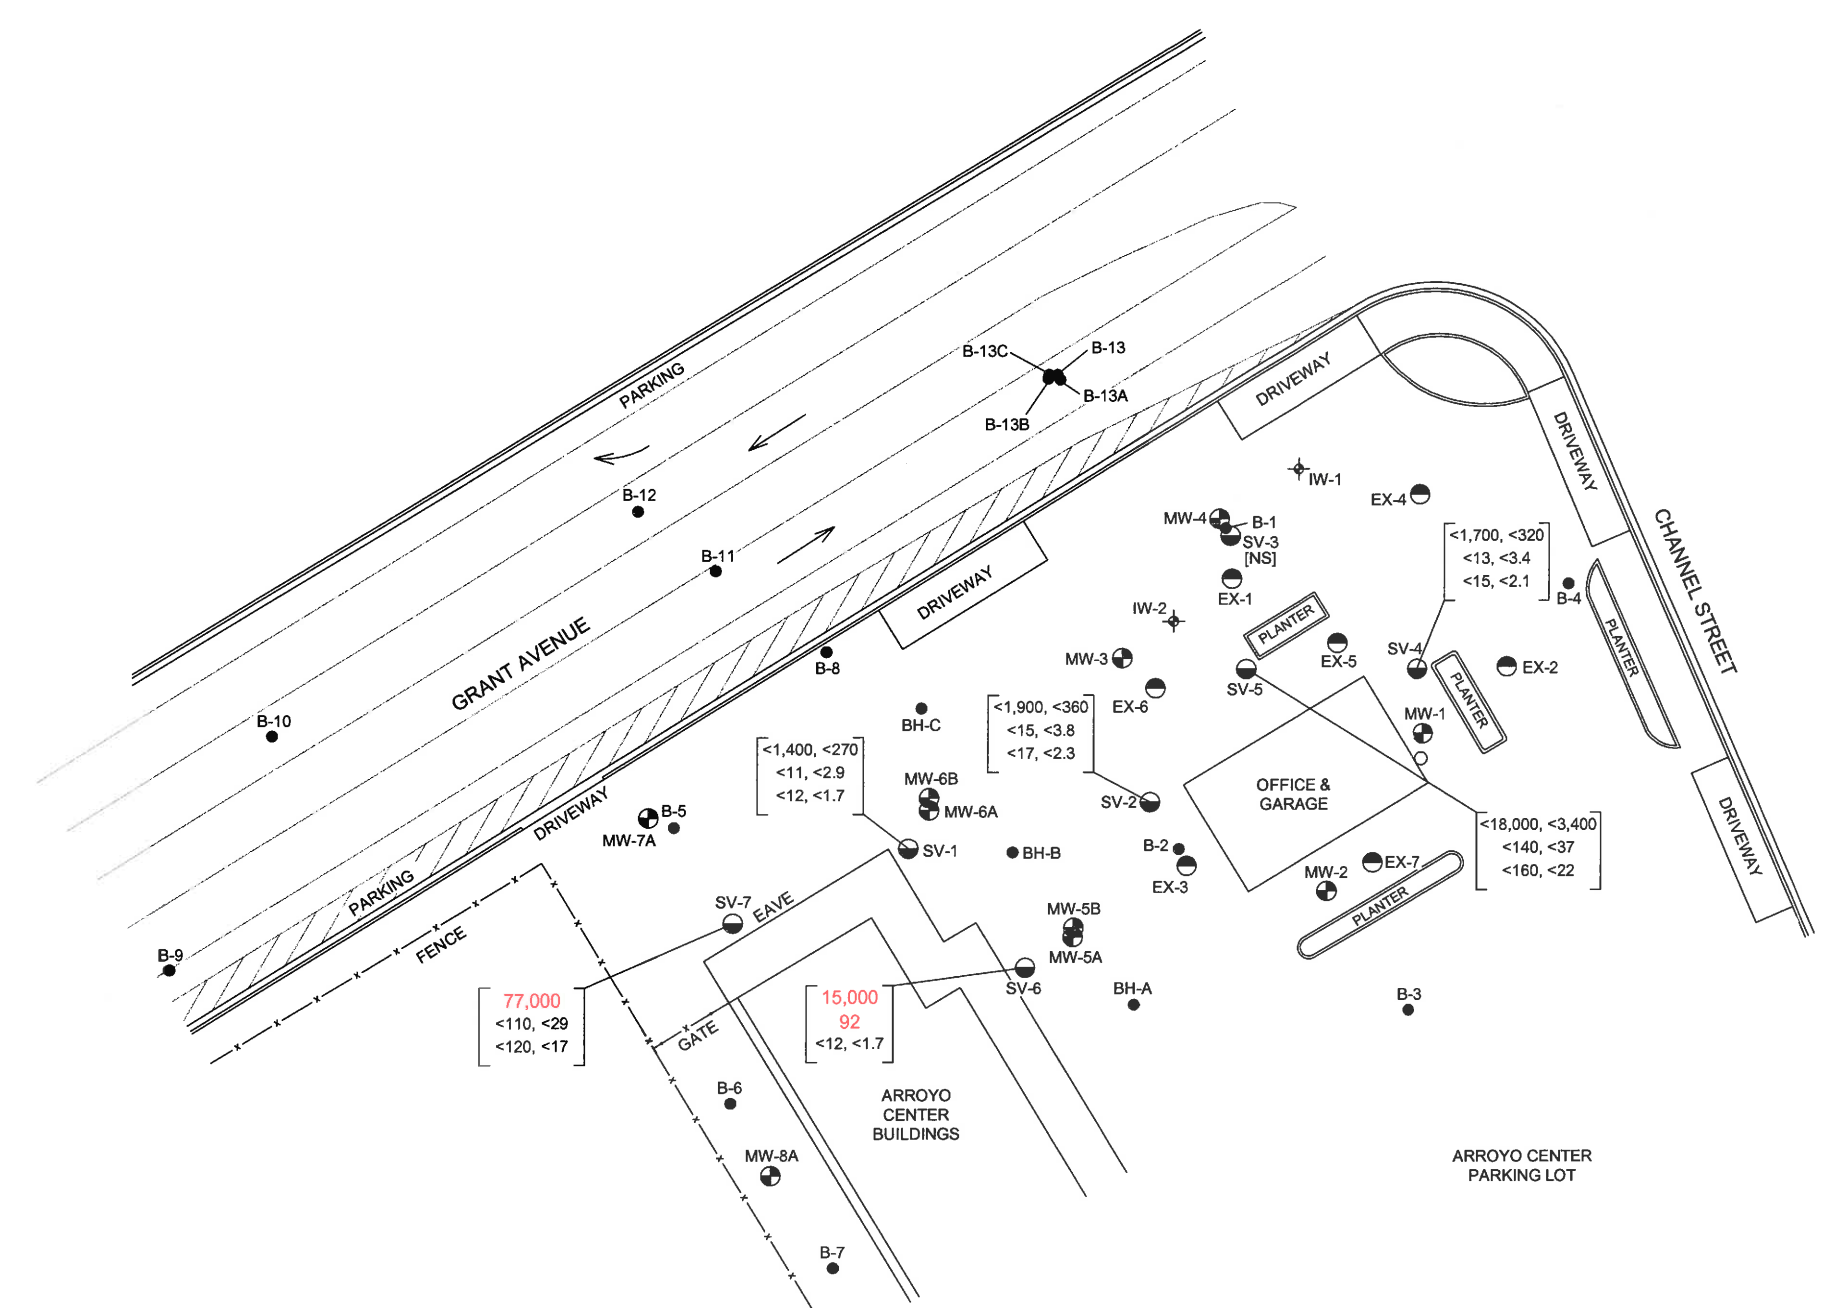 PARKING
B-13C
B-13
B-13A
B-13B
DRIVEWAY
DRIVEWAY
IW-1
EX-4
B-12
MW-4
B-1
SV-3
[NS]
CHANNEL STREET
<1,700, <320
<13, <3.4
<15, <2.1
B-11
EX-1
B-4
DRIVEWAY
IW-2
PLANTER
PLANTER
GRANT AVENUE
B-8
MW-3
EX-5
SV-4
EX-2
SV-5
EX-6
PLANTER
B-10
BH-C
<1,900, <360
<15, <3.8
<17, <2.3
MW-1
<1,400, <270
<11, <2.9
<12, <1.7
MW-6B
MW-6A
OFFICE &
GARAGE
SV-2
DRIVEWAY
B-5
MW-7A
DRIVEWAY
<18,000, <3,400
<140, <37
<160, <22
SV-1
BH-B
B-2
EX-3
MW-2
EX-7
PLANTER
PARKING
SV-7
EAVE
MW-5B
MW-5A
FENCE
B-9
SV-6
BH-A
B-3
77,000
<110, <29
<120, <17
15,000
92
<12, <1.7
GATE
B-6
ARROYO
CENTER
BUILDINGS
MW-8A
ARROYO CENTER
PARKING LOT
B-7